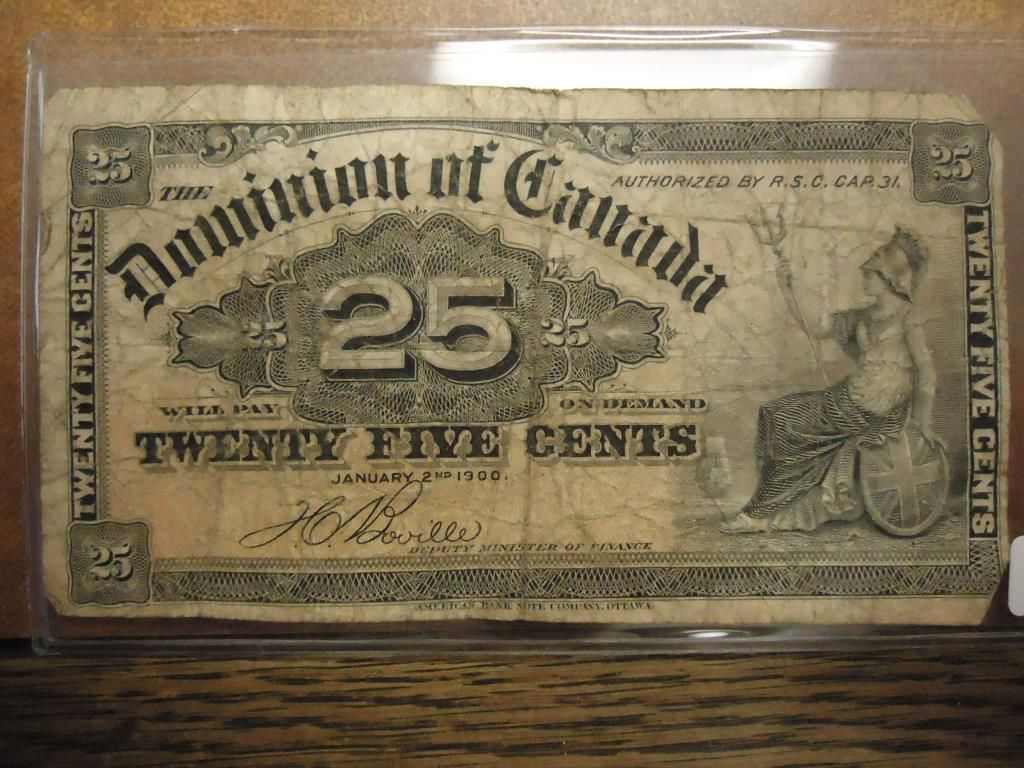 25
25
THE
Dominion of Canada
AUTHORIZED BY R.S.C. CAP. 31.
TWENTY FIVE CENTS
TWENTY FIVE CENTS
25
25
25
WILL PAY
ON DEMAND
TWENTY FIVE CENTS
JANUARY 2ND 1900.
J.C. Boville
DEPUTY MINISTER OF FINANCE
25
AMERICAN BANK NOTE COMPANY, OTTAWA